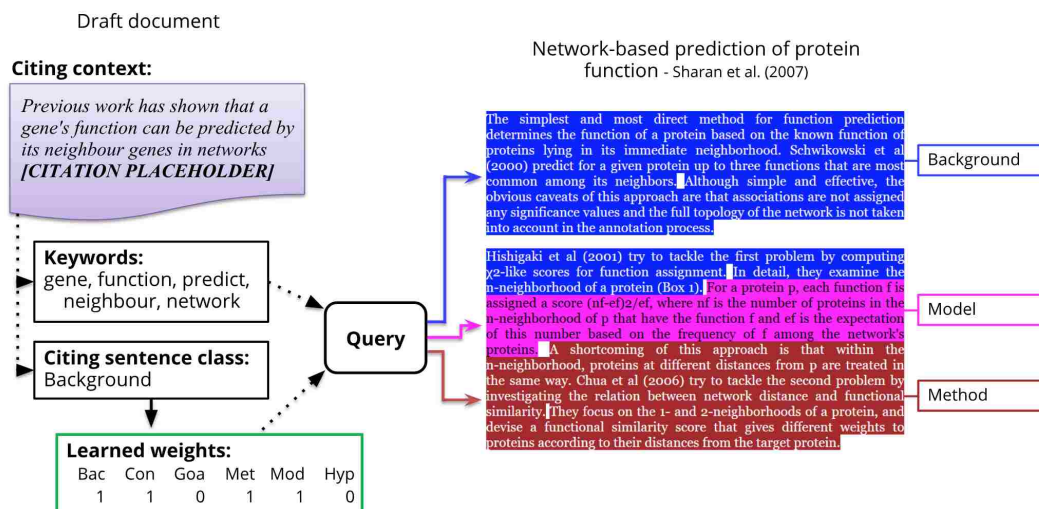 Draft document
Citing context:
Previous work has shown that a
gene's function can be predicted by
its neighbour genes in networks
[CITATION PLACEHOLDER]
Keywords:
gene, function, predict,
neighbour, network
Citing sentence class:
Background
Learned weights:
Bac Con Goa Met Mod Hyp
1 1 0 1 1 0
Query
Network-based prediction of protein
function - Sharan et al. (2007)
The simplest and most direct method for function prediction
determines the function of a protein based on the known function of
proteins lying in its immediate neighborhood. Schwikowski et al
(2000) predict for a given protein up to three functions that are most
common among its neighbors. Although simple and effective, the
obvious caveats of this approach are that associations are not assigned
any significance values and the full topology of the network is not taken
into account in the annotation process.
Hishigaki et al (2001) try to tackle the first problem by computing
χ2-like scores for function assignment. In detail, they examine the
n-neighborhood of a protein (Box 1). For a protein p, each function f is
assigned a score (nf-ef)2/ef, where nf is the number of proteins in the
n-neighborhood of p that have the function f and ef is the expectation
of this number based on the frequency of f among the network's
proteins. A shortcoming of this approach is that within the
n-neighborhood, proteins at different distances from p are treated in
the same way. Chua et al (2006) try to tackle the second problem by
investigating the relation between network distance and functional
similarity. They focus on the 1- and 2-neighborhoods of a protein, and
devise a functional similarity score that gives different weights to
proteins according to their distances from the target protein.
Background
Model
Method